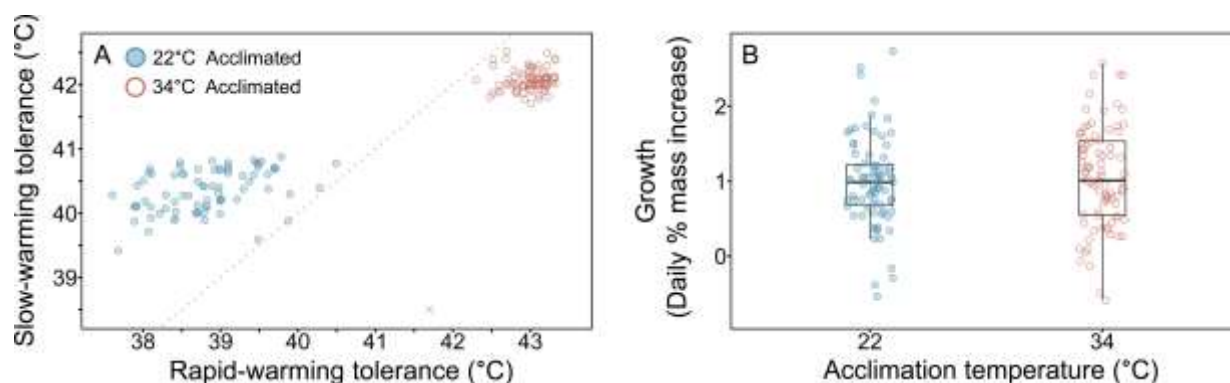 A
22°C Acclimated
34°C Acclimated
Slow-warming tolerance (°C)
42
41
40
39
38 39 40 41 42 43
Rapid-warming tolerance (°C)
B
Growth
(Daily % mass increase)
2
1
0
22 34
Acclimation temperature (°C)